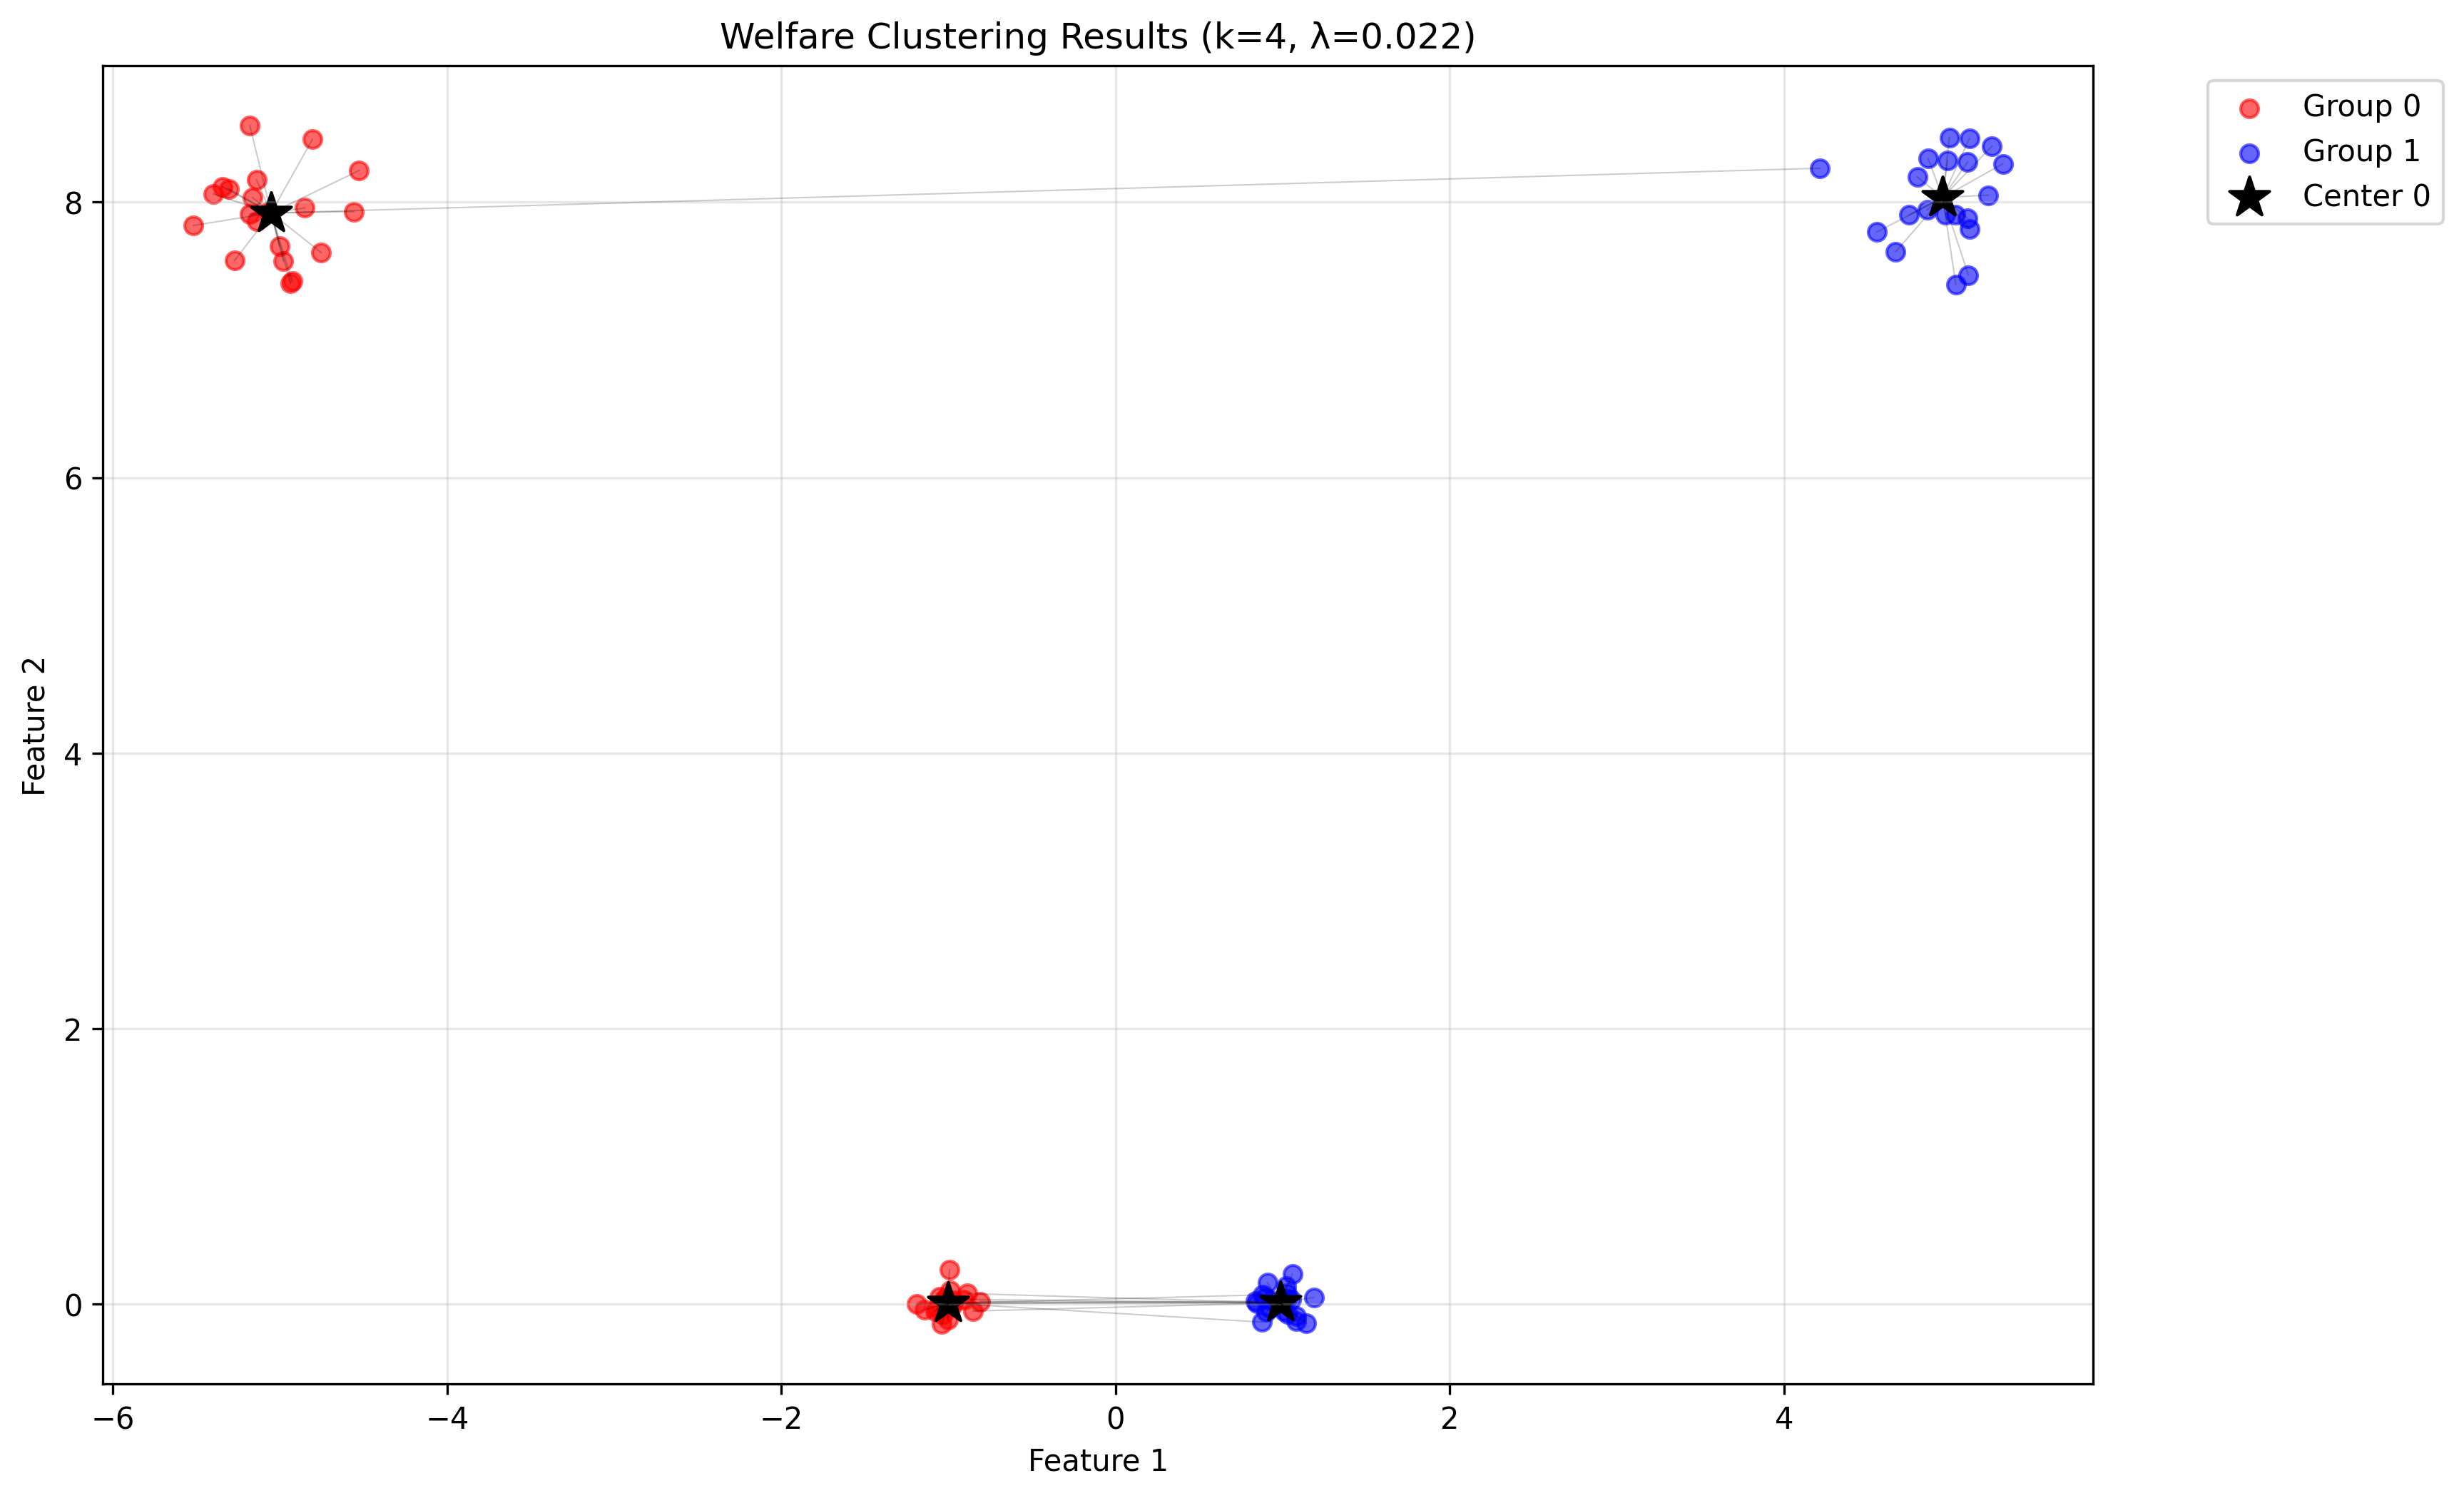 Welfare Clustering Results (k=4, λ=0.022)
Group 0
Group 1
Center 0
Feature 2
8
6
4
2
0
−6
−4
−2
0
2
4
Feature 1